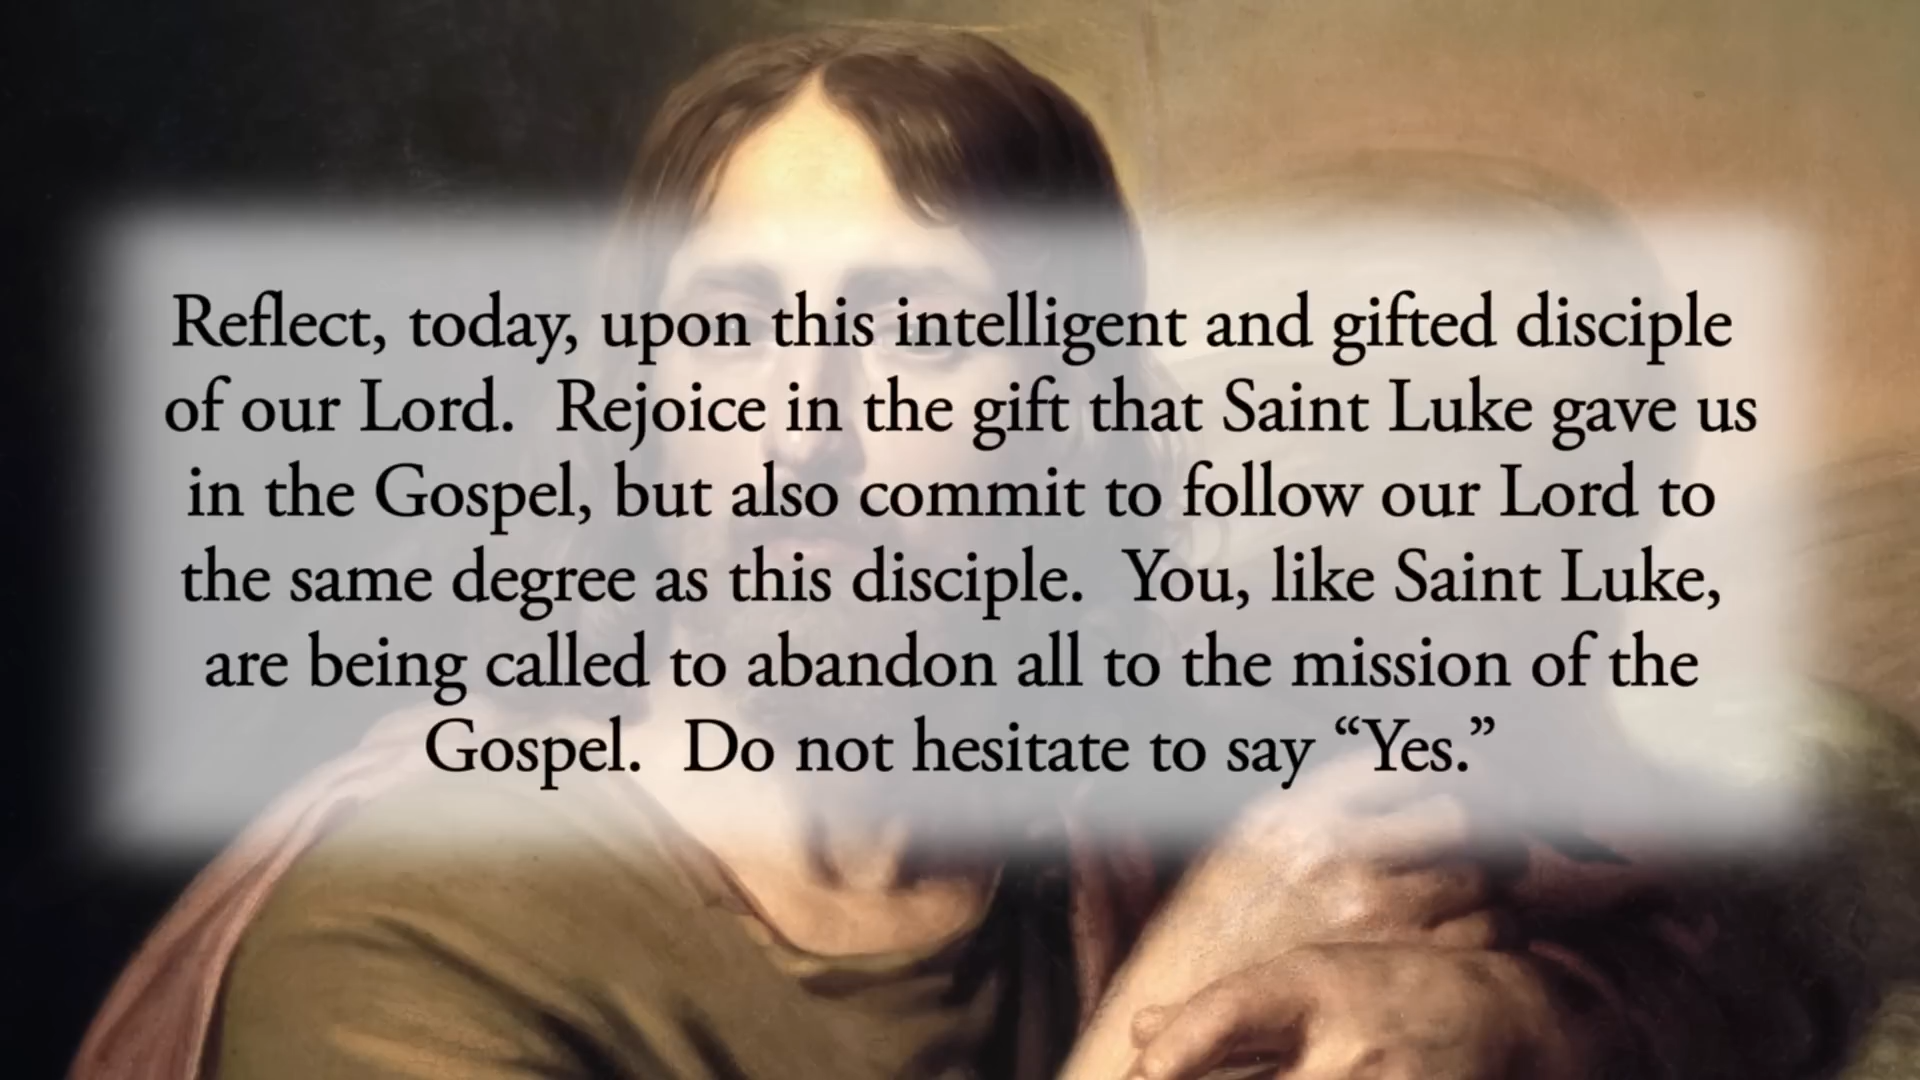 Reflect, today, upon this intelligent and gifted disciple
of our Lord.  Rejoice in the gift that Saint Luke gave us
in the Gospel, but also commit to follow our Lord to
the same degree as this disciple.  You, like Saint Luke,
are being called to abandon all to the mission of the
Gospel.  Do not hesitate to say “Yes.”